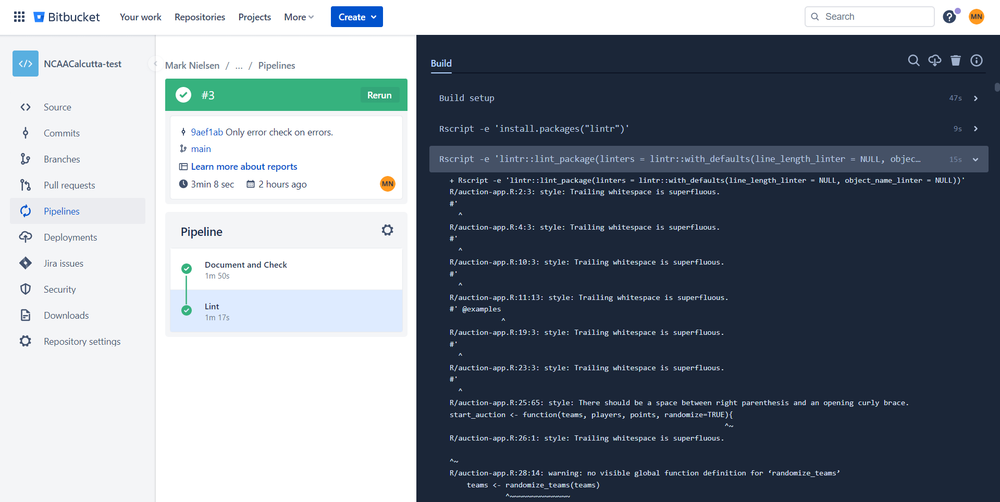 Bitbucket
Your work
Repositories
Projects
More
Create
Search
MN
</>
NCAACalcutta-test
Source
Commits
Branches
Pull requests
Pipelines
Deployments
Jira issues
Security
Downloads
Repository settings
Mark Nielsen / ... / Pipelines
#3
Rerun
9aef1ab Only error check on errors.
main
Learn more about reports
3min 8 sec 2 hours ago
MN
Pipeline
Document and Check
1m 50s
Lint
1m 17s
Build
Build setup 47s
Rscript -e 'install.packages("lintr")' 9s
Rscript -e 'lintr::lint_package(linters = lintr::with_defaults(line_length_linter = NULL, objec… 15s
+ Rscript -e 'lintr::lint_package(linters = lintr::with_defaults(line_length_linter = NULL, object_name_linter = NULL))'
R/auction-app.R:2:3: style: Trailing whitespace is superfluous.
#'
^
R/auction-app.R:4:3: style: Trailing whitespace is superfluous.
#'
^
R/auction-app.R:10:3: style: Trailing whitespace is superfluous.
#'
^
R/auction-app.R:11:13: style: Trailing whitespace is superfluous.
#' @examples
^
R/auction-app.R:19:3: style: Trailing whitespace is superfluous.
#'
^
R/auction-app.R:23:3: style: Trailing whitespace is superfluous.
#'
^
R/auction-app.R:25:65: style: There should be a space between right parenthesis and an opening curly brace.
start_auction <- function(teams, players, points, randomize=TRUE){
^~
R/auction-app.R:26:1: style: Trailing whitespace is superfluous.
^~
R/auction-app.R:28:14: warning: no visible global function definition for ‘randomize_teams’
teams <- randomize_teams(teams)
^~~~~~~~~~~~~~~